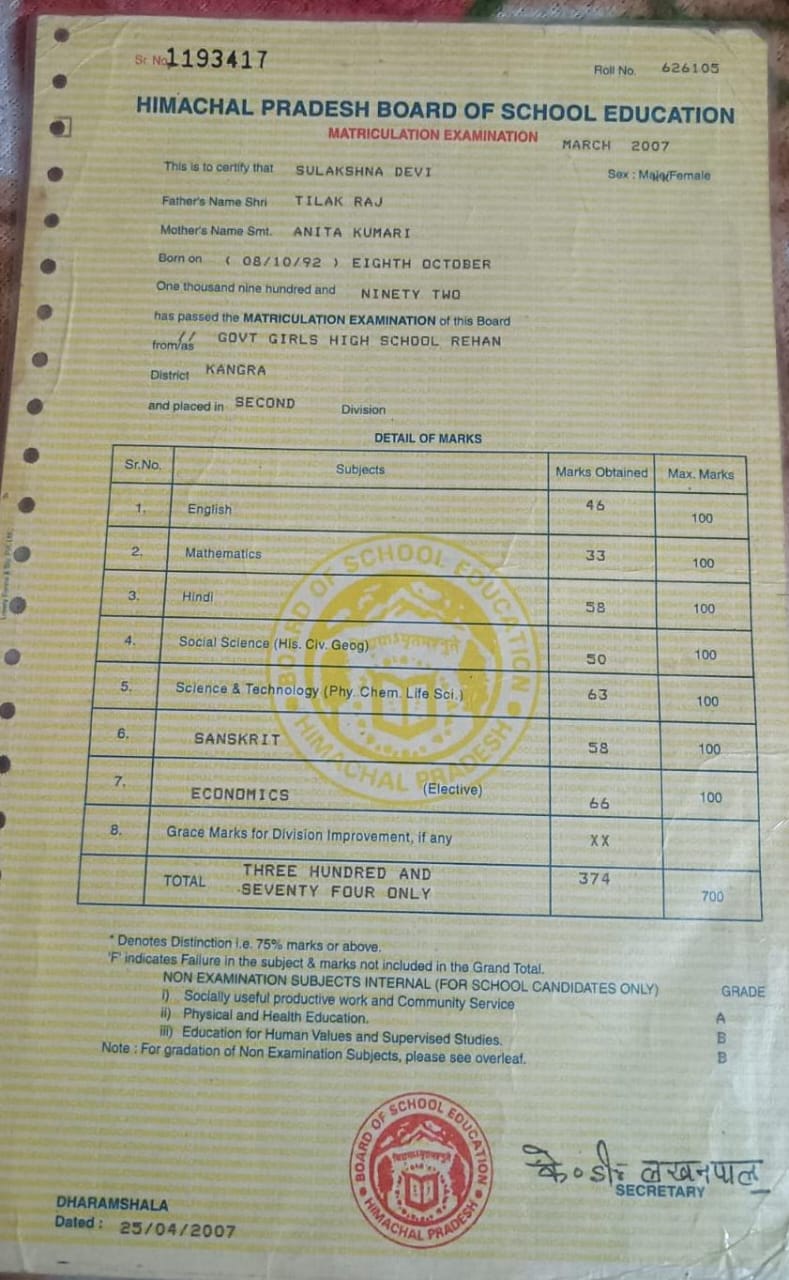 Sr. No. 1193417
Roll No. 626105
HIMACHAL PRADESH BOARD OF SCHOOL EDUCATION
MATRICULATION EXAMINATION MARCH 2007
This is to certify that SULAKSHNA DEVI Sex : Male/Female
Father's Name Shri TILAK RAJ
Mother's Name Smt. ANITA KUMARI
Born on ( 08/10/92 ) EIGHTH OCTOBER
One thousand nine hundred and NINETY TWO
has passed the MATRICULATION EXAMINATION of this Board
from/as GOVT GIRLS HIGH SCHOOL REHAN
District KANGRA
and placed in SECOND Division
DETAIL OF MARKS
Sr.No. Subjects Marks Obtained Max. Marks
1. English 46 100
2. Mathematics 33 100
3. Hindi 58 100
4. Social Science (His. Civ. Geog) 50 100
5. Science & Technology (Phy. Chem. Life Sci.) 63 100
6. SANSKRIT 58 100
7. ECONOMICS (Elective) 66 100
8. Grace Marks for Division Improvement, if any XX
TOTAL THREE HUNDRED AND
SEVENTY FOUR ONLY 374 700
BOARD OF SCHOOL EDUCATION
HIMACHAL PRADESH
* Denotes Distinction i.e. 75% marks or above.
'F' indicates Failure in the subject & marks not included in the Grand Total.
NON EXAMINATION SUBJECTS INTERNAL (FOR SCHOOL CANDIDATES ONLY) GRADE
i) Socially useful productive work and Community Service A
ii) Physical and Health Education. B
iii) Education for Human Values and Supervised Studies. B
Note : For gradation of Non Examination Subjects, please see overleaf.
BOARD OF SCHOOL EDUCATION
HIMACHAL PRADESH
के० डी० लखनपाल
SECRETARY
DHARAMSHALA
Dated : 25/04/2007